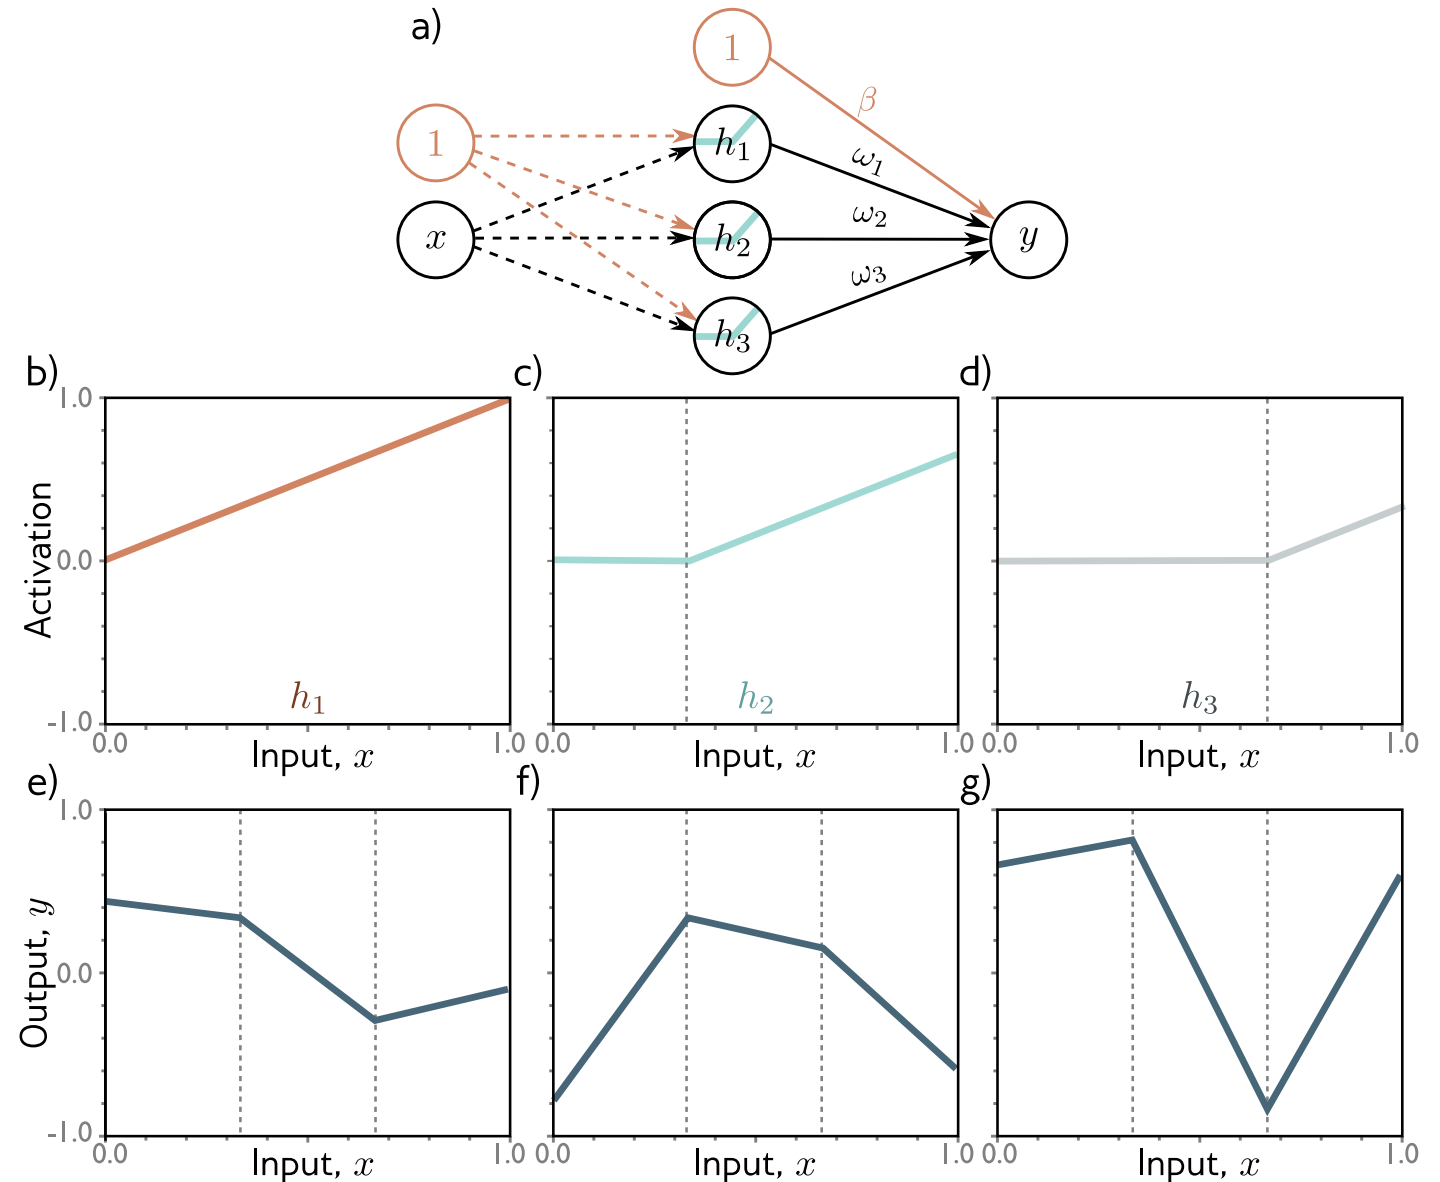 a)
1
β
1
h₁
ω₁
x
h₂
ω₂
y
h₃
ω₃
b)
c)
d)
1.0
0.0
-1.0
Activation
h₁
h₂
h₃
0.0 1.0 0.0 1.0 0.0 1.0
Input, x Input, x Input, x
e)
f)
g)
1.0
0.0
-1.0
Output, y
0.0 1.0 0.0 1.0 0.0 1.0
Input, x Input, x Input, x